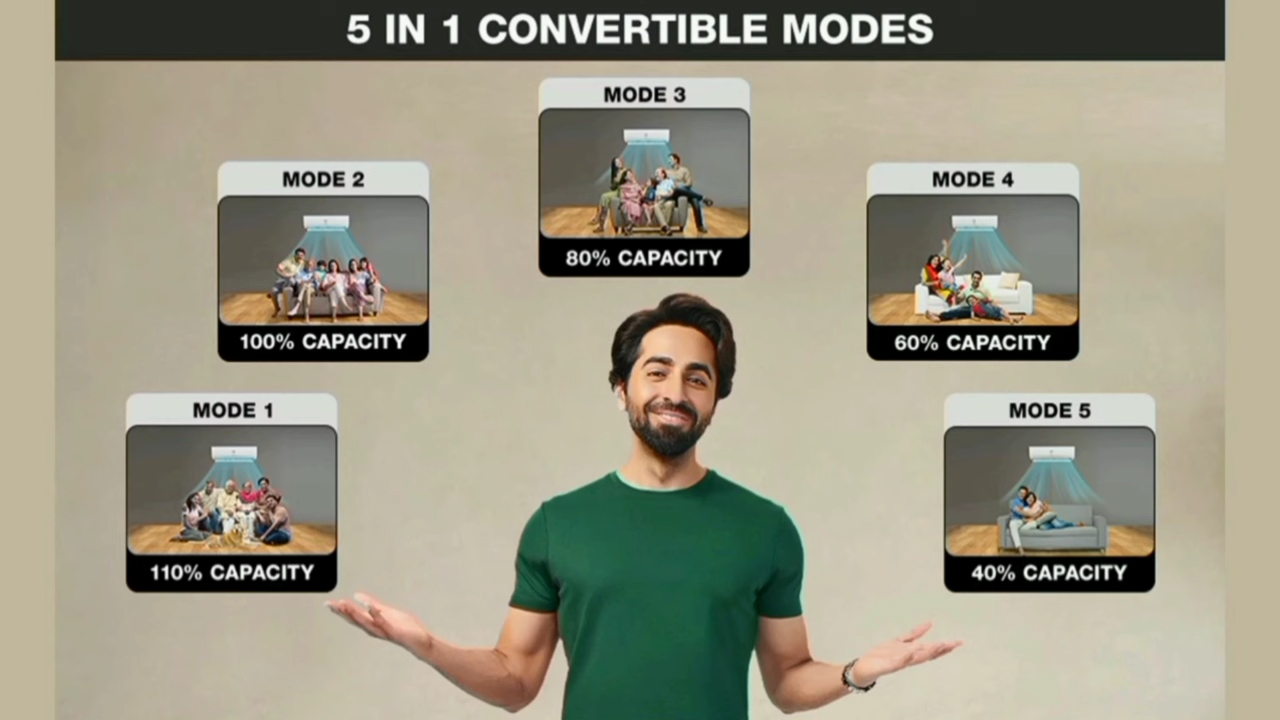 5 IN 1 CONVERTIBLE MODES
MODE 1
110% CAPACITY
MODE 2
100% CAPACITY
MODE 3
80% CAPACITY
MODE 4
60% CAPACITY
MODE 5
40% CAPACITY